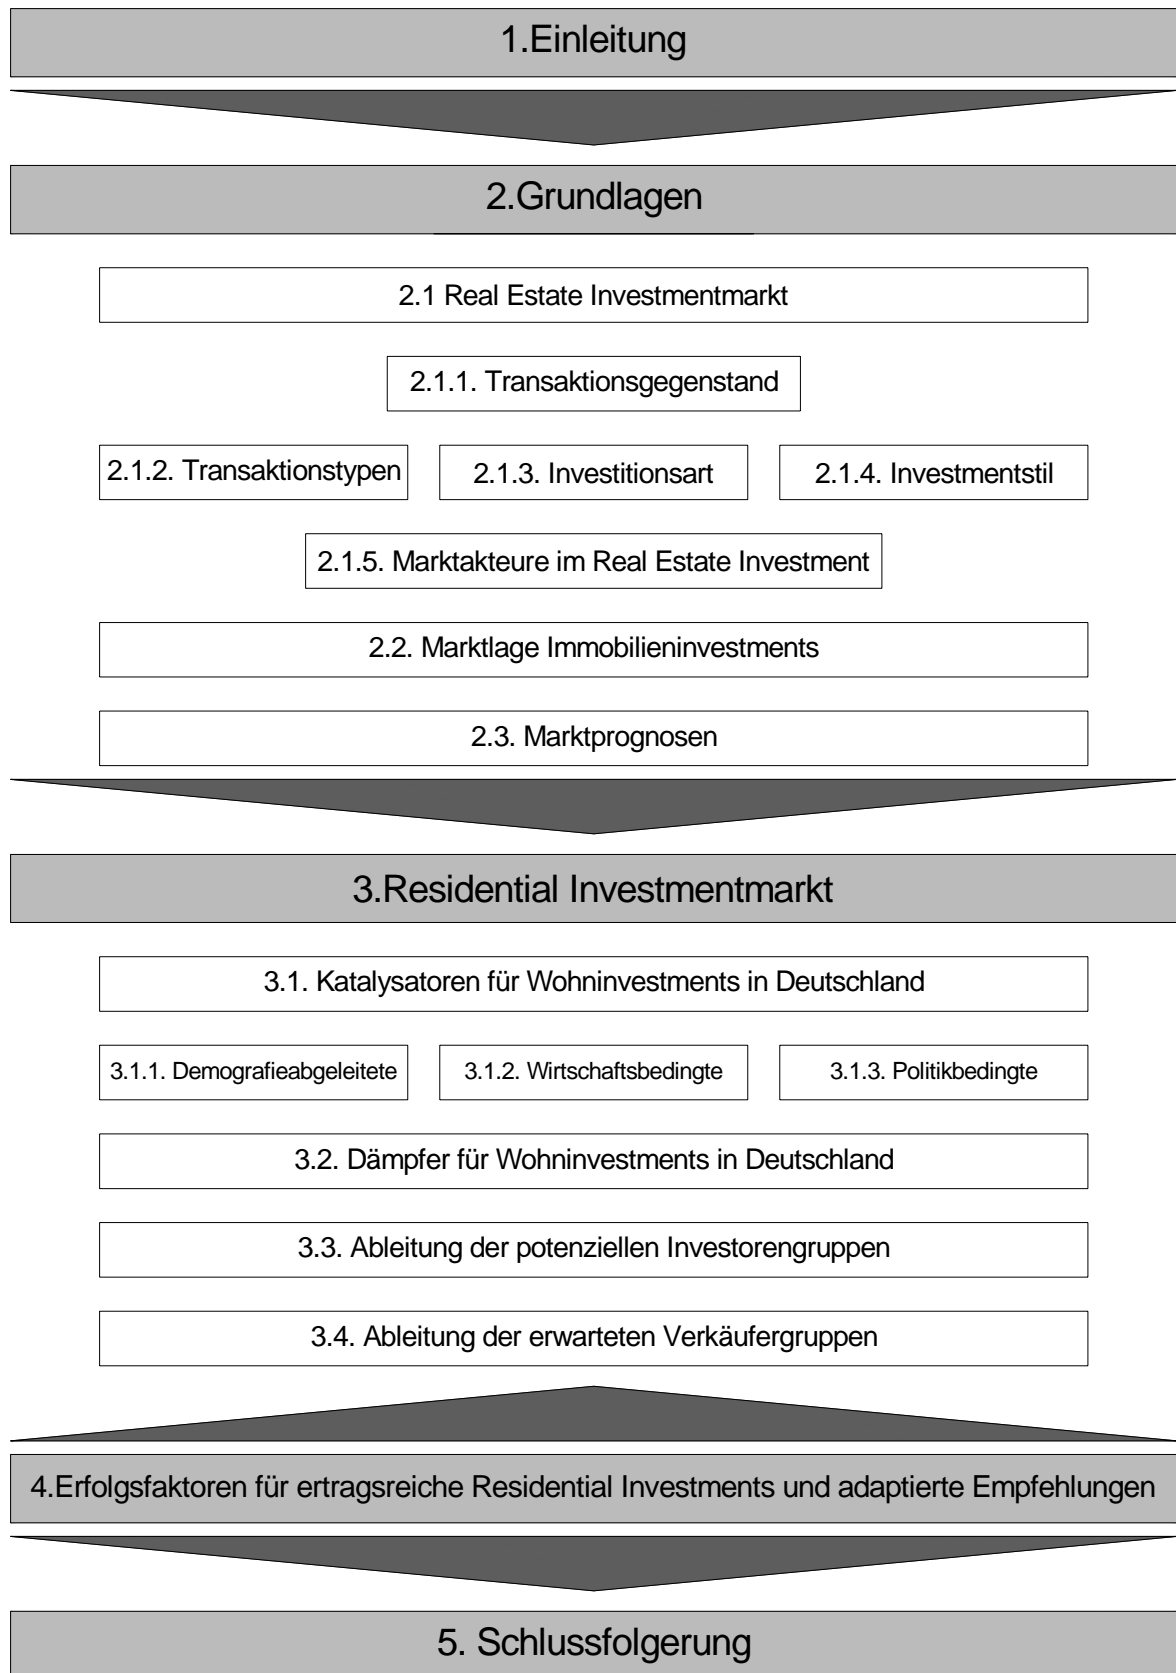 1.Einleitung
2.Grundlagen
2.1 Real Estate Investmentmarkt
2.1.1. Transaktionsgegenstand
2.1.2. Transaktionstypen
2.1.3. Investitionsart
2.1.4. Investmentstil
2.1.5. Marktakteure im Real Estate Investment
2.2. Marktlage Immobilieninvestments
2.3. Marktprognosen
3.Residential Investmentmarkt
3.1. Katalysatoren für Wohninvestments in Deutschland
3.1.1. Demografieabgeleitete
3.1.2. Wirtschaftsbedingte
3.1.3. Politikbedingte
3.2. Dämpfer für Wohninvestments in Deutschland
3.3. Ableitung der potenziellen Investorengruppen
3.4. Ableitung der erwarteten Verkäufergruppen
4.Erfolgsfaktoren für ertragsreiche Residential Investments und adaptierte Empfehlungen
5. Schlussfolgerung